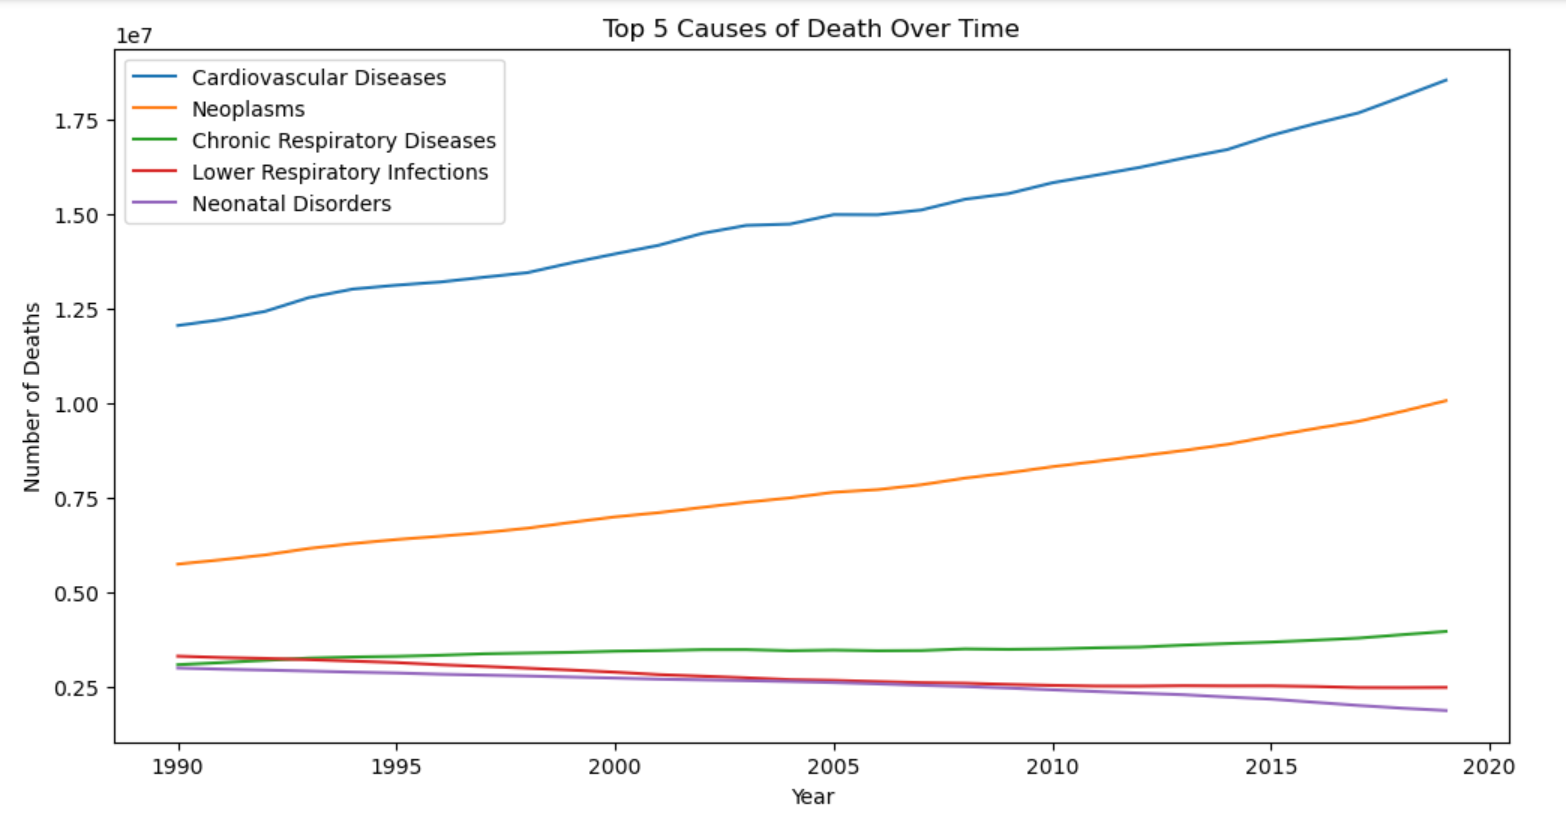 Top 5 Causes of Death Over Time
1e7
Cardiovascular Diseases
Neoplasms
Chronic Respiratory Diseases
Lower Respiratory Infections
Neonatal Disorders
1.75
1.50
1.25
1.00
0.75
0.50
0.25
Number of Deaths
1990 1995 2000 2005 2010 2015 2020
Year